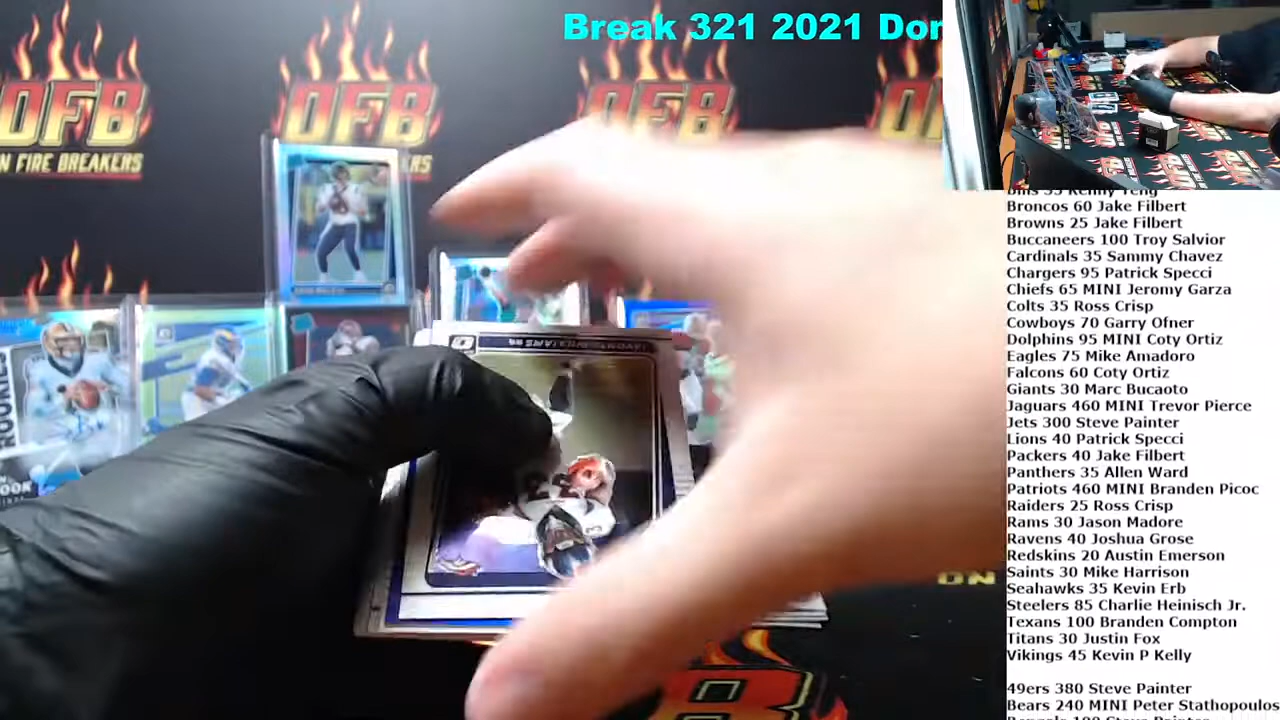 Break 321 2021 Don
OFB
N FIRE BREAKERS
OFB
OFB
Bills 35 Kenny Teng
Broncos 60 Jake Filbert
Browns 25 Jake Filbert
Buccaneers 100 Troy Salvior
Cardinals 35 Sammy Chavez
Chargers 95 Patrick Specci
Chiefs 65 MINI Jeromy Garza
Colts 35 Ross Crisp
Cowboys 70 Garry Ofner
Dolphins 95 MINI Coty Ortiz
Eagles 75 Mike Amadoro
Falcons 60 Coty Ortiz
Giants 30 Marc Bucaoto
Jaguars 460 MINI Trevor Pierce
Jets 300 Steve Painter
Lions 40 Patrick Specci
Packers 40 Jake Filbert
Panthers 35 Allen Ward
Patriots 460 MINI Branden Picoc
Raiders 25 Ross Crisp
Rams 30 Jason Madore
Ravens 40 Joshua Grose
Redskins 20 Austin Emerson
Saints 30 Mike Harrison
Seahawks 35 Kevin Erb
Steelers 85 Charlie Heinisch Jr.
Texans 100 Branden Compton
Titans 30 Justin Fox
Vikings 45 Kevin P Kelly
49ers 380 Steve Painter
Bears 240 MINI Peter Stathopoulos
JAVONTE WILLIAMS RB
ON